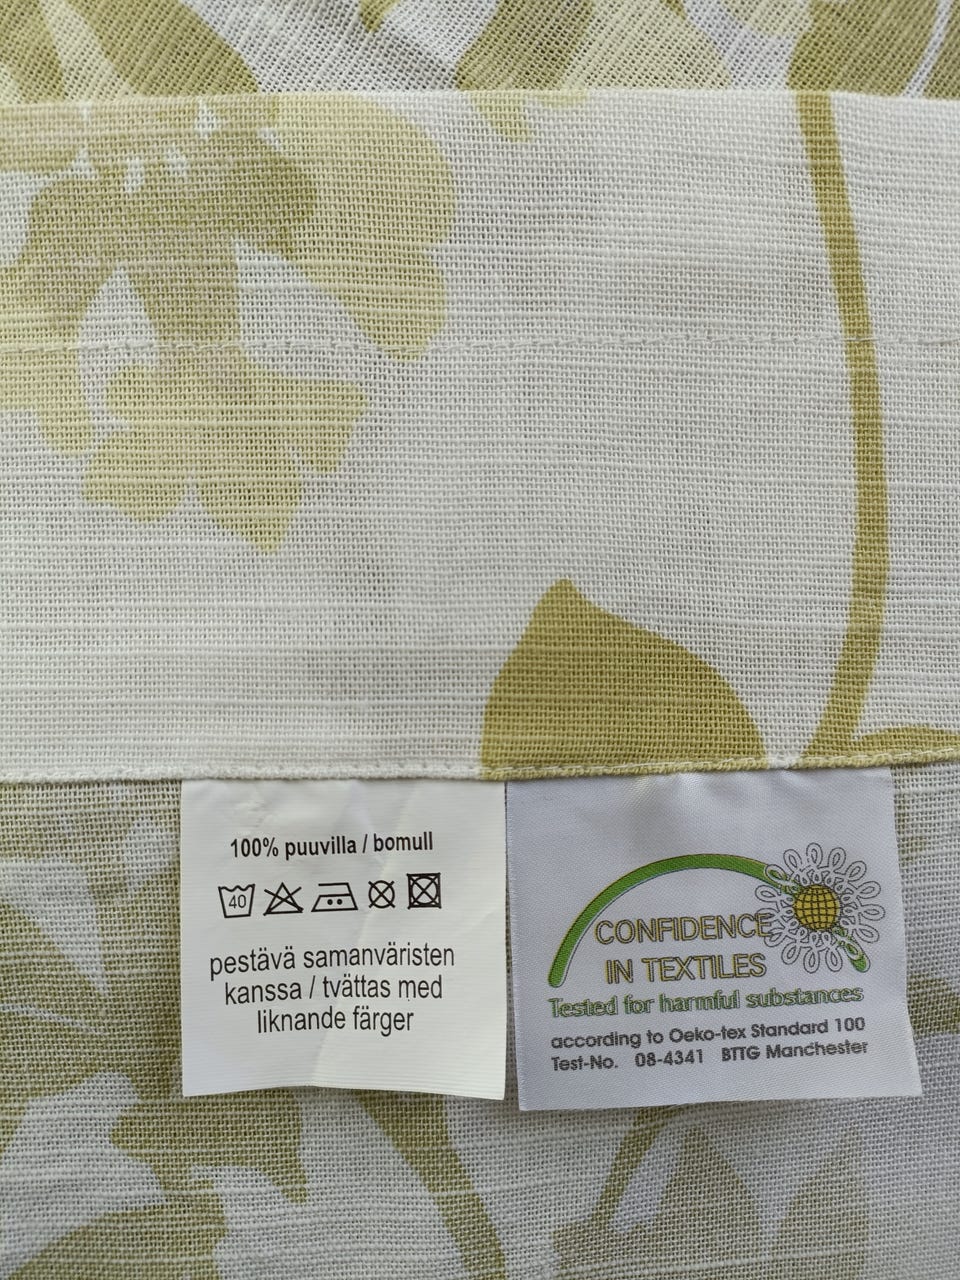 100% puuvilla / bomull
40
pestävä samanväristen
kanssa / tvättas med
liknande färger
CONFIDENCE
IN TEXTILES
Tested for harmful substances
according to Oeko-tex Standard 100
Test-No. 08-4341 BTTG Manchester